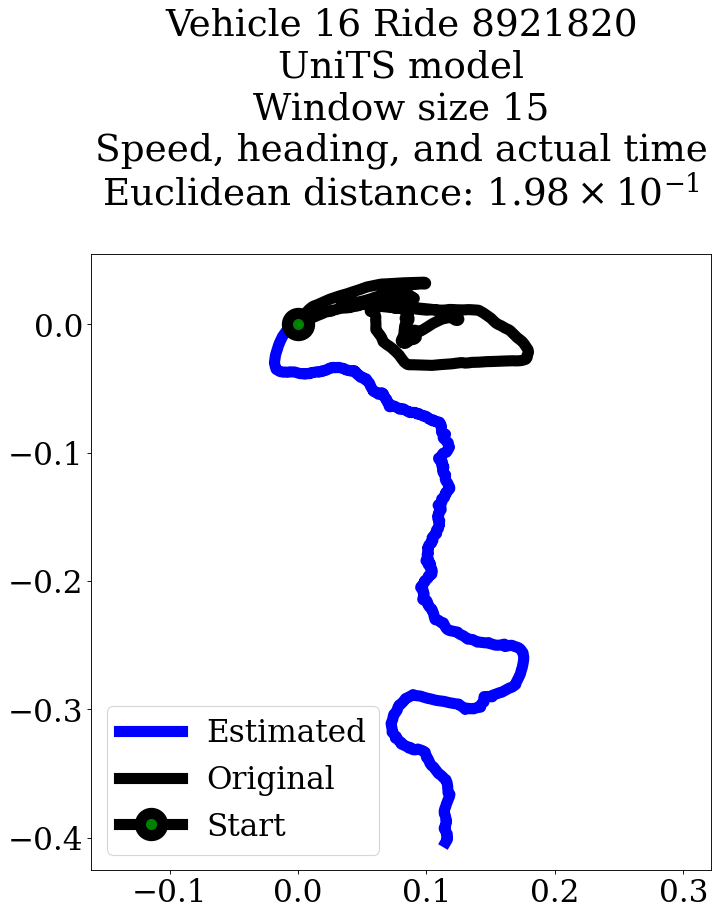 Vehicle 16 Ride 8921820
UniTS model
Window size 15
Speed, heading, and actual time
Euclidean distance: 1.98 × 10⁻¹
0.0
−0.1
−0.2
−0.3
−0.4
Estimated
Original
Start
−0.1 0.0 0.1 0.2 0.3